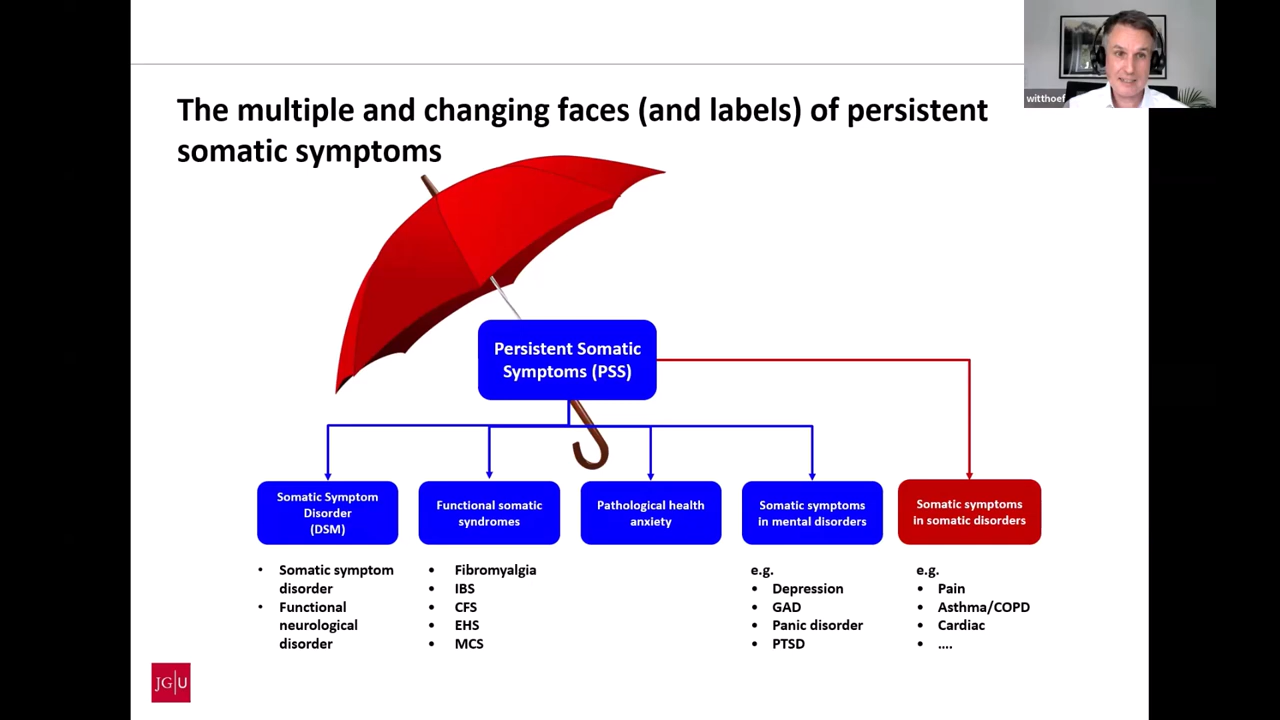 witthoef
The multiple and changing faces (and labels) of persistent
somatic symptoms
Persistent Somatic
Symptoms (PSS)
Somatic Symptom
Disorder
(DSM)
Functional somatic
syndromes
Pathological health
anxiety
Somatic symptoms
in mental disorders
Somatic symptoms
in somatic disorders
• Somatic symptom
disorder
• Functional
neurological
disorder
• Fibromyalgia
• IBS
• CFS
• EHS
• MCS
e.g.
• Depression
• GAD
• Panic disorder
• PTSD
e.g.
• Pain
• Asthma/COPD
• Cardiac
• ....
JG|U